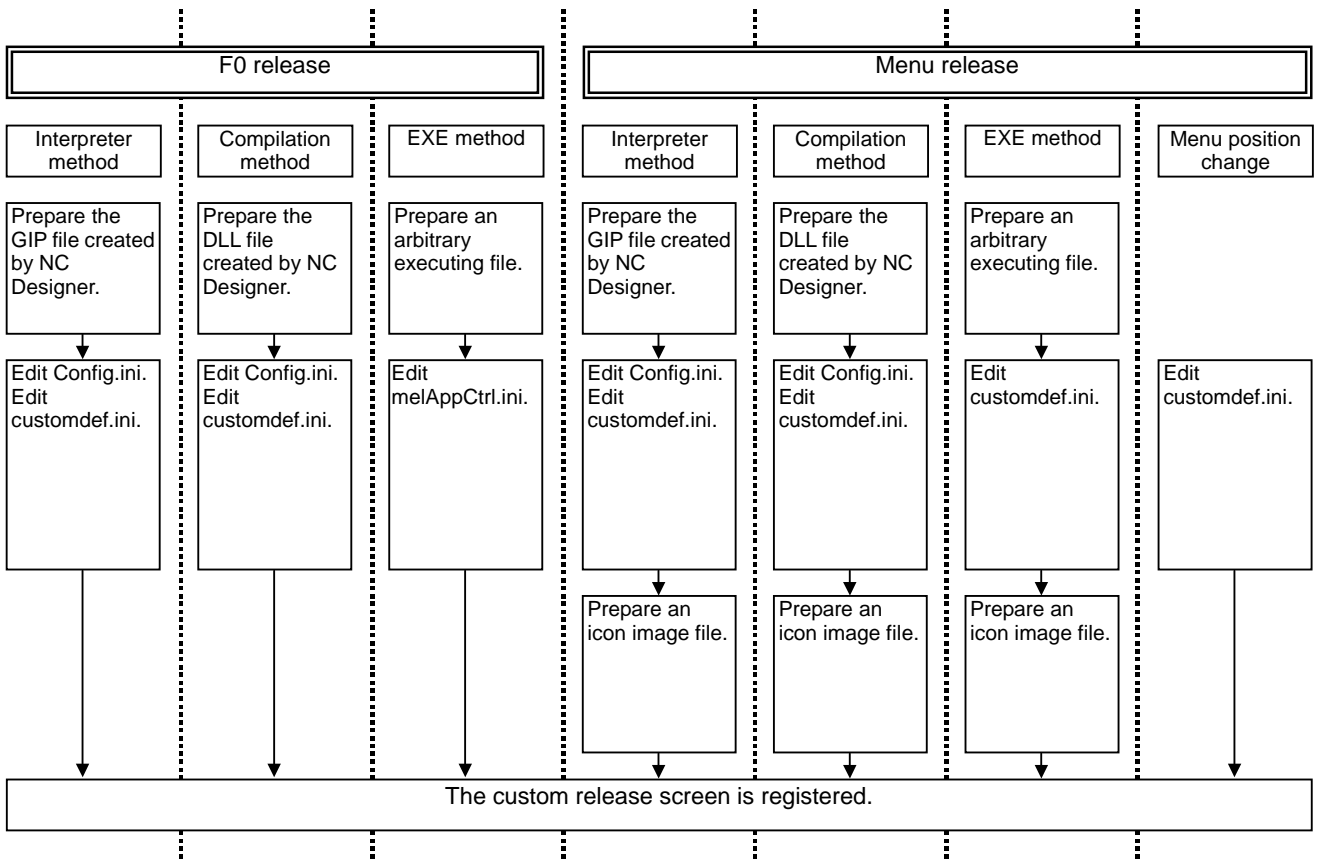 F0 release
Menu release
Interpreter
method
Compilation
method
EXE method
Interpreter
method
Compilation
method
EXE method
Menu position
change
Prepare the
GIP file created
by NC
Designer.
Prepare the
DLL file
created by NC
Designer.
Prepare an
arbitrary
executing file.
Prepare the
GIP file created
by NC
Designer.
Prepare the
DLL file
created by NC
Designer.
Prepare an
arbitrary
executing file.
Edit Config.ini.
Edit
customdef.ini.
Edit Config.ini.
Edit
customdef.ini.
Edit
melAppCtrl.ini.
Edit Config.ini.
Edit
customdef.ini.
Edit Config.ini.
Edit
customdef.ini.
Edit
customdef.ini.
Edit
customdef.ini.
Prepare an
icon image file.
Prepare an
icon image file.
Prepare an
icon image file.
The custom release screen is registered.